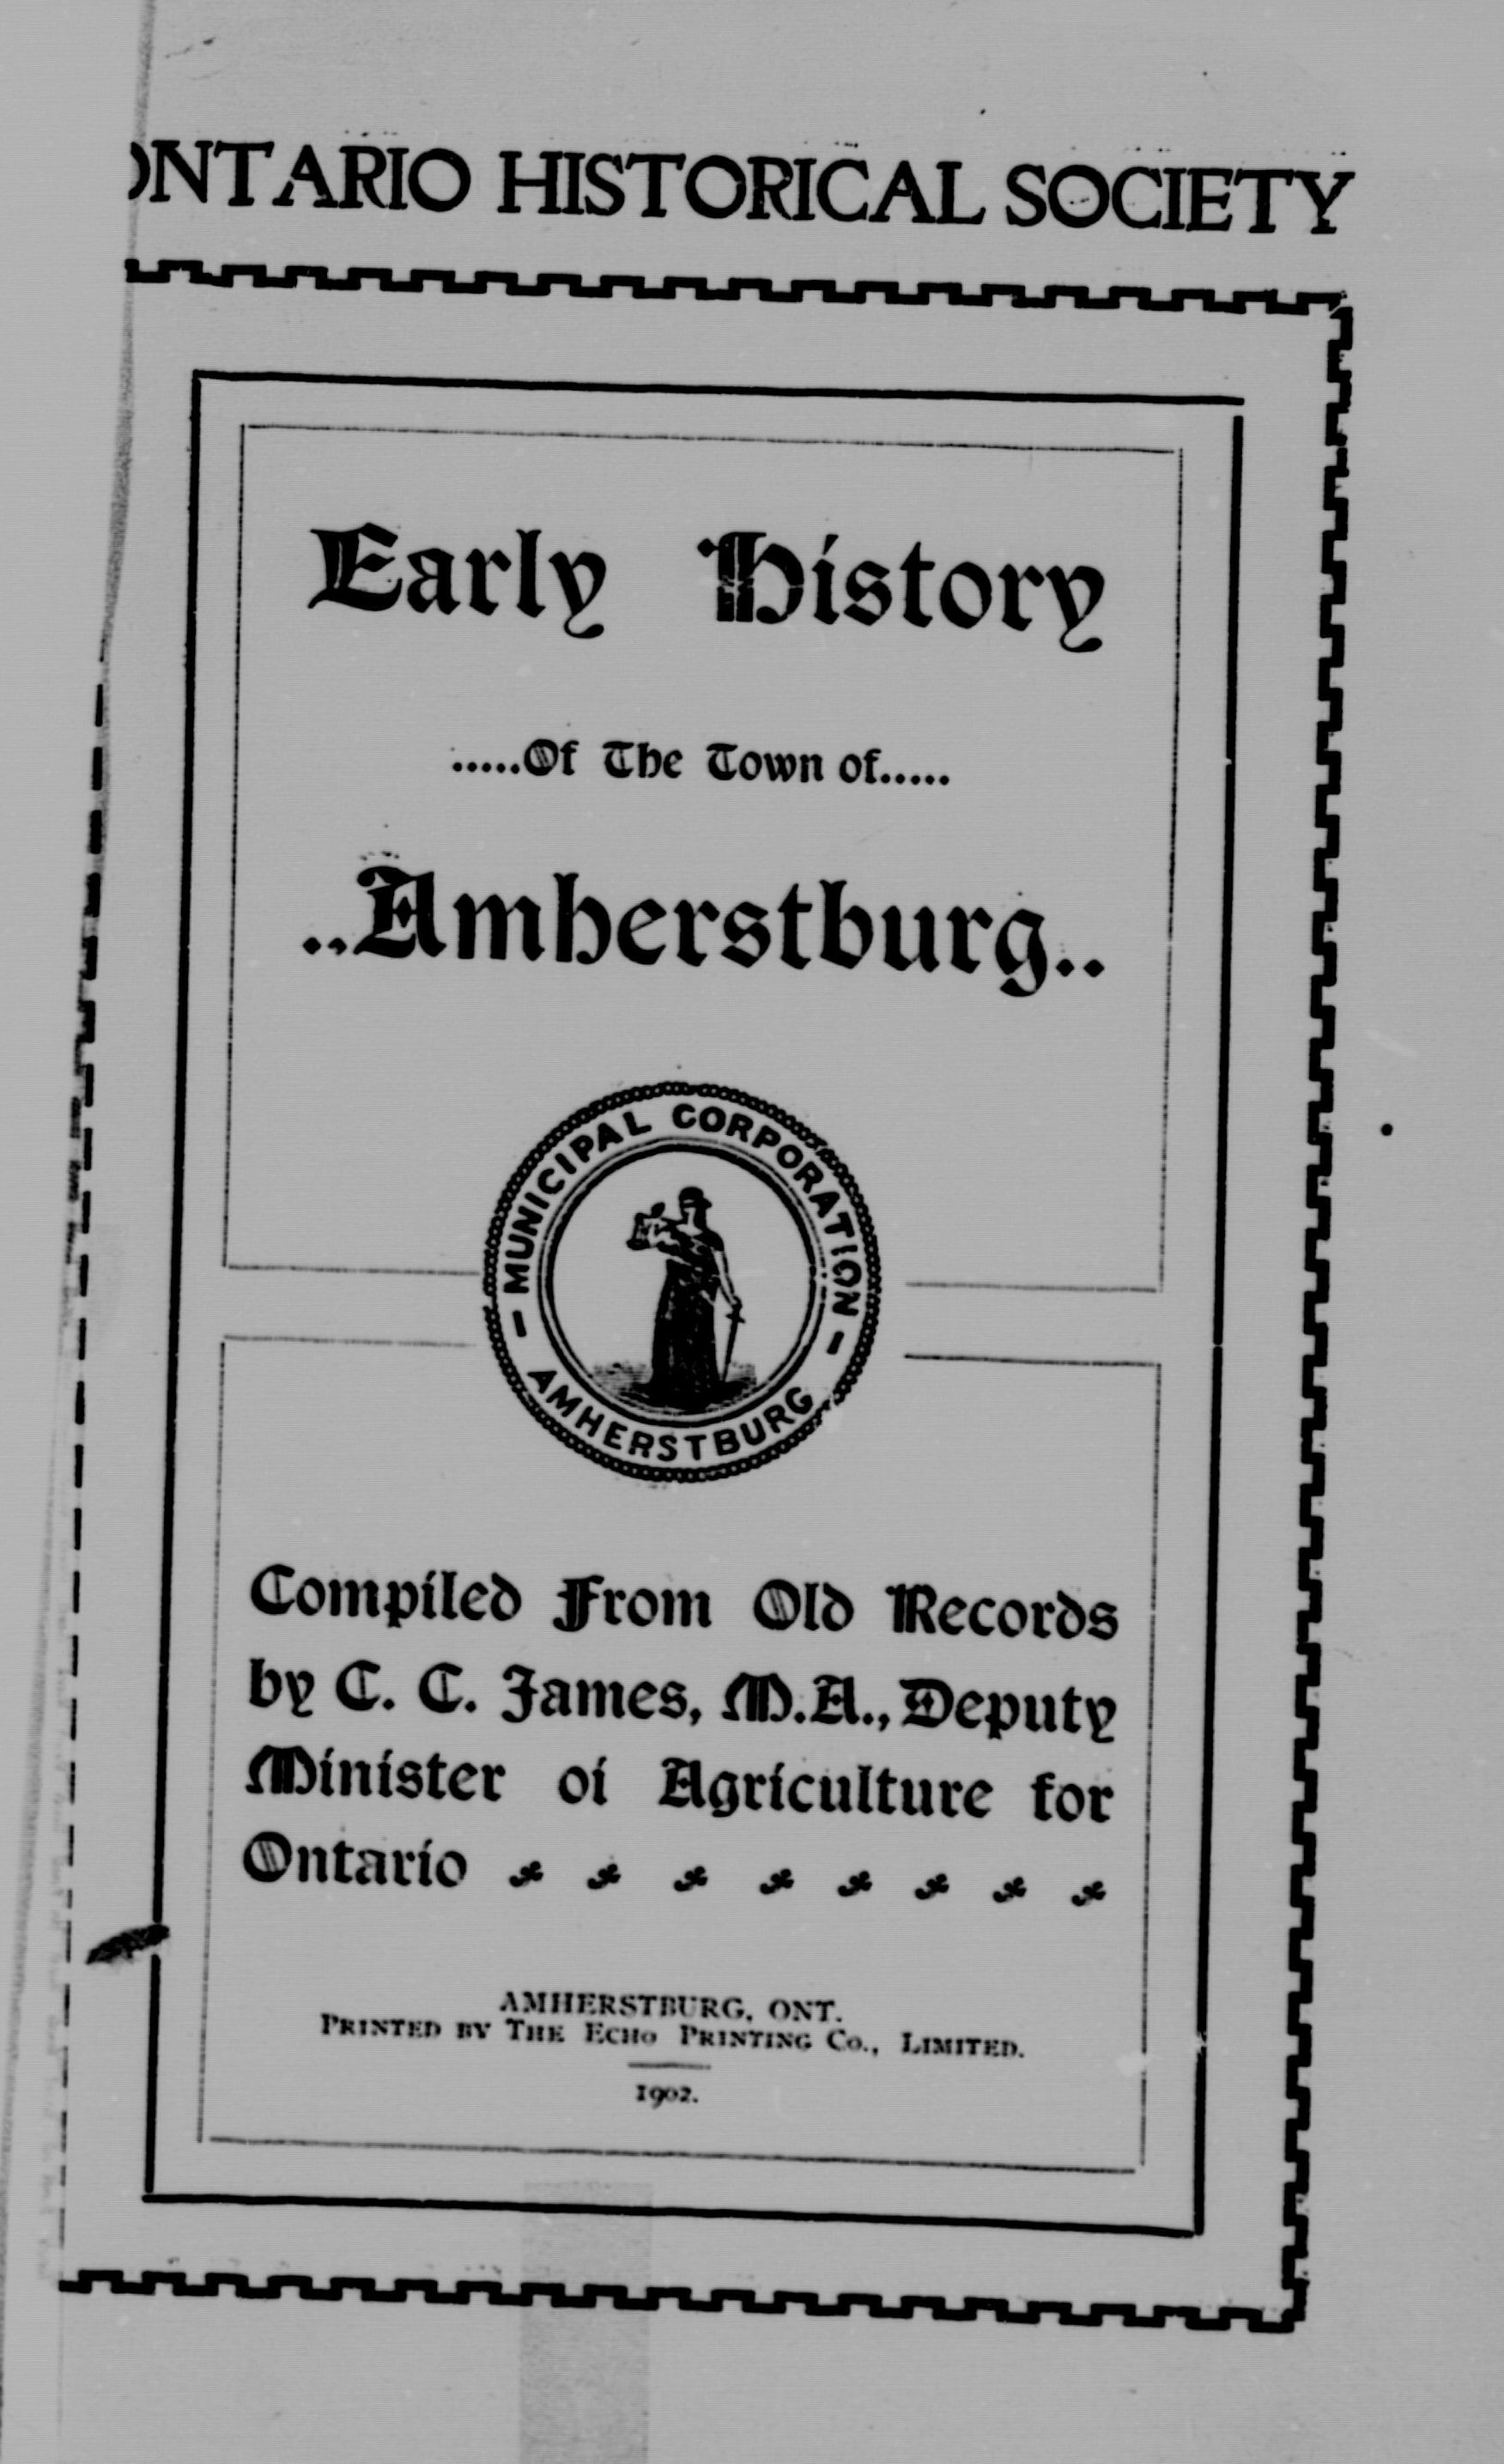 ONTARIO HISTORICAL SOCIETY
Early History
.....Of The Town of.....
..Amherstburg..
MUNICIPAL CORPORATION
AMHERSTBURG
Compiled From Old Records
by C. C. James, M.A., Deputy
Minister oi Agriculture for
Ontario
AMHERSTBURG, ONT.
PRINTED BY THE ECHO PRINTING CO., LIMITED.
1902.